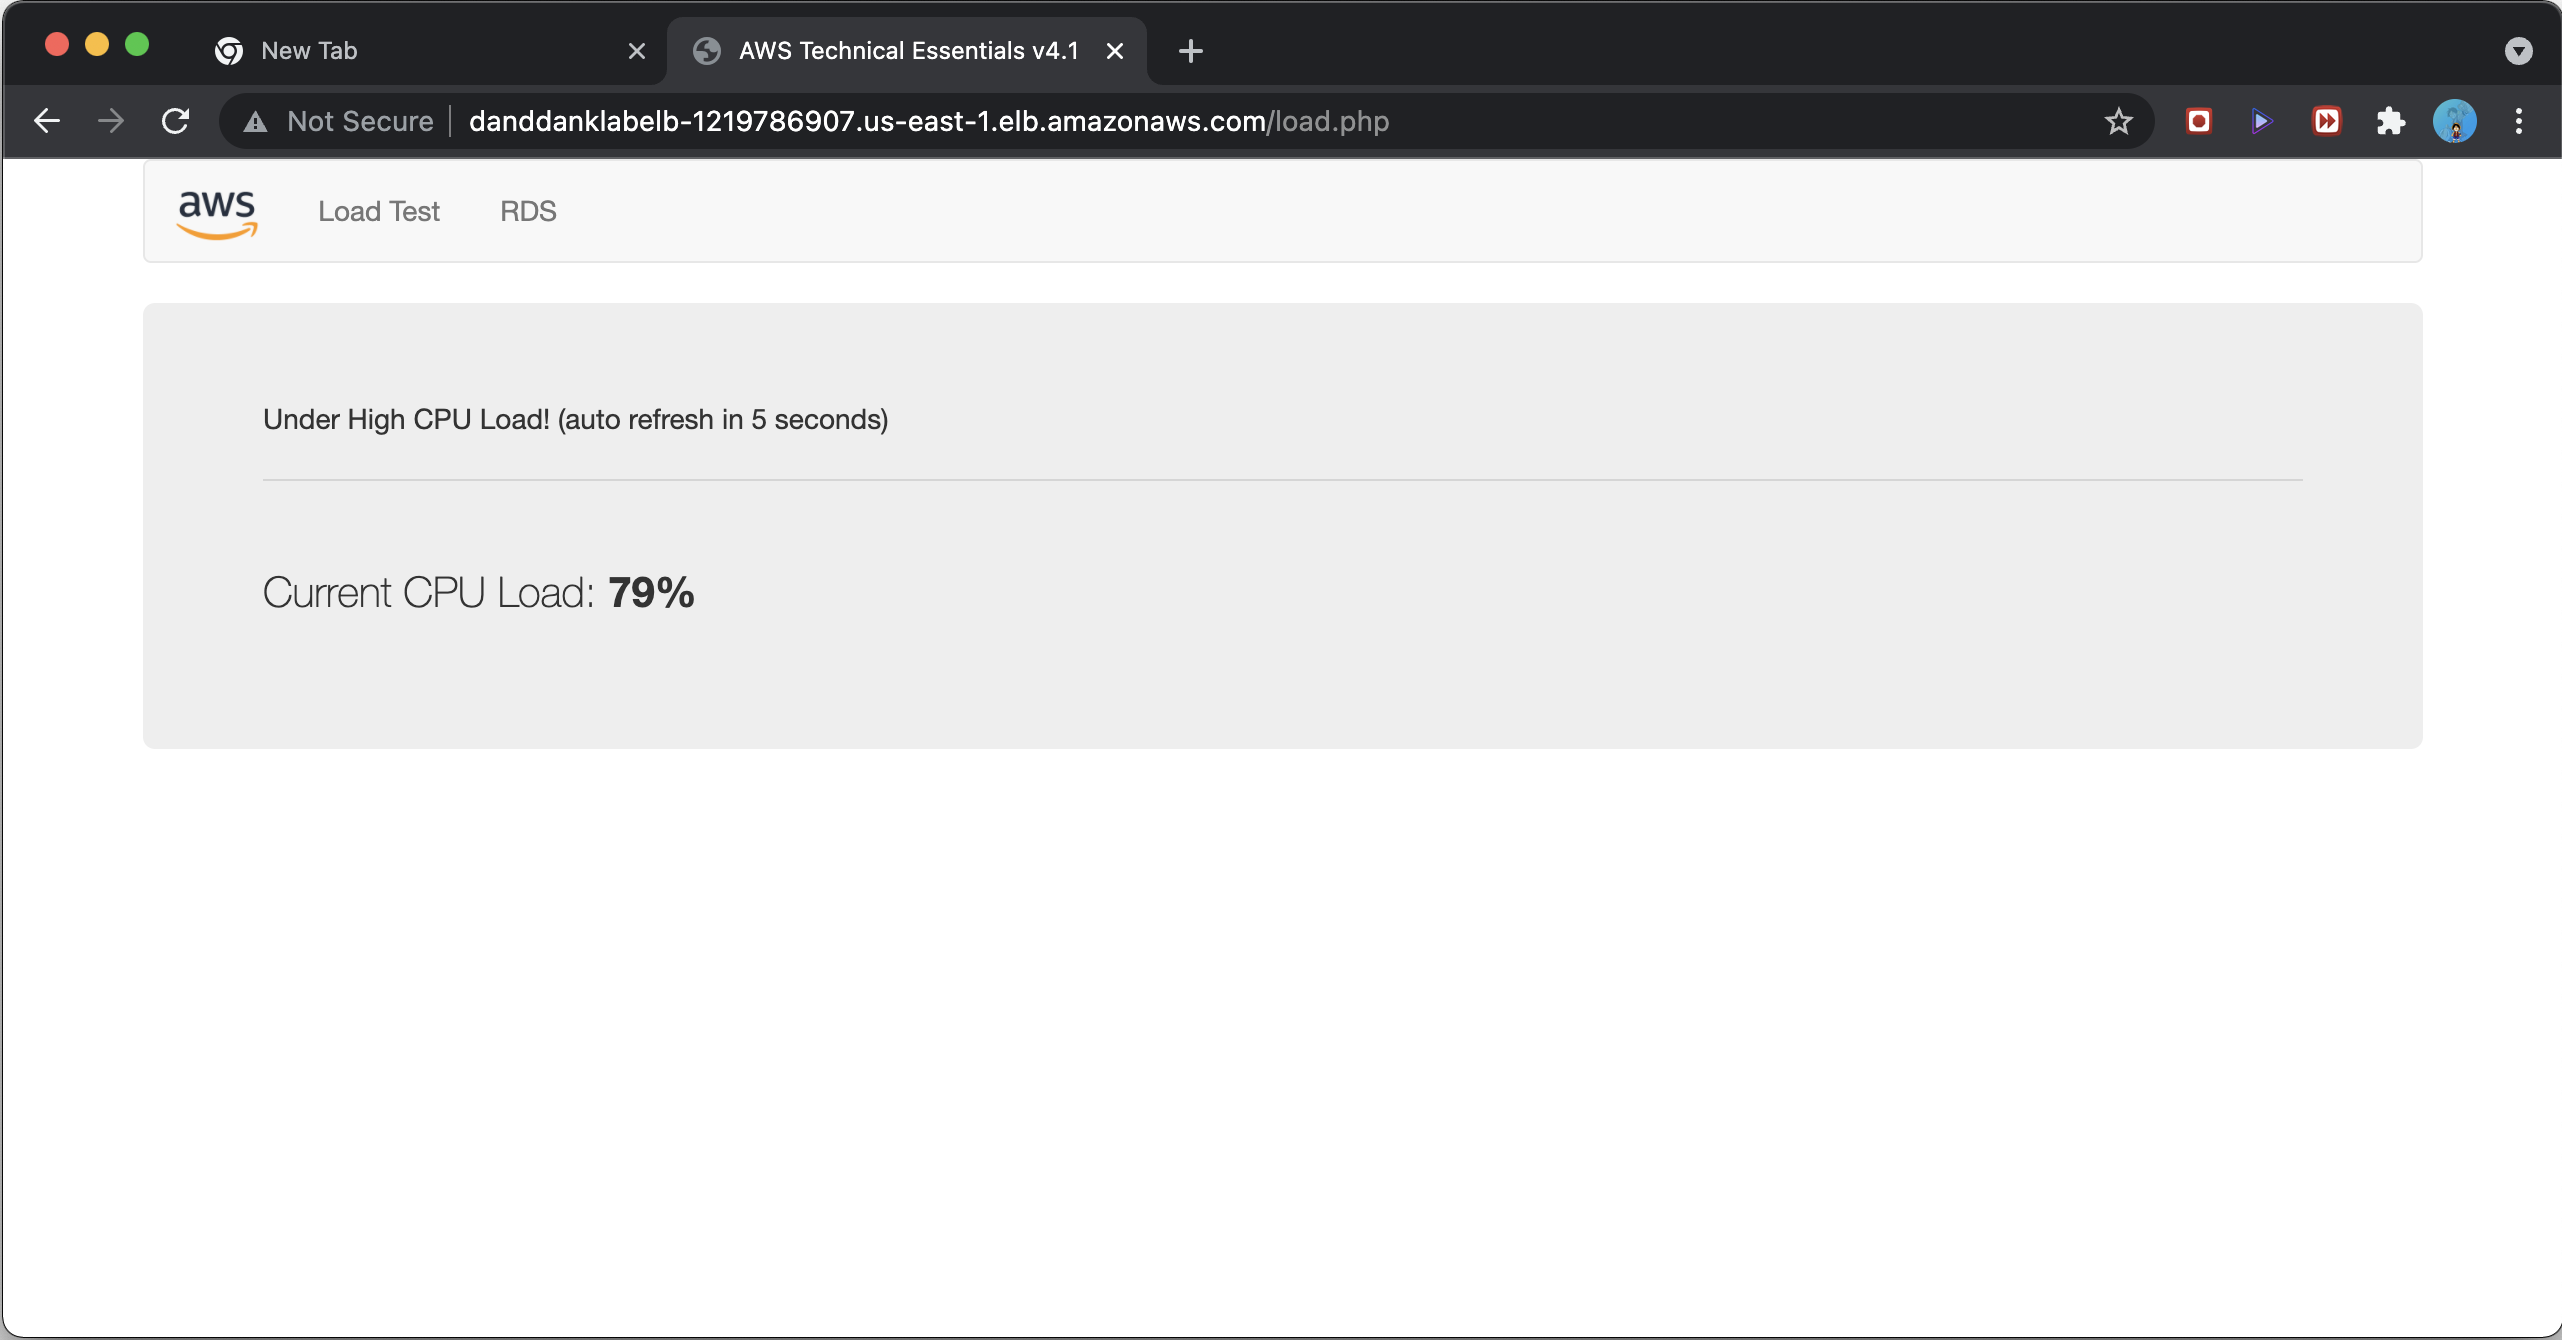 New Tab
AWS Technical Essentials v4.1
Not Secure
danddanklabelb-1219786907.us-east-1.elb.amazonaws.com/load.php
aws
Load Test
RDS
Under High CPU Load! (auto refresh in 5 seconds)
Current CPU Load: 79%